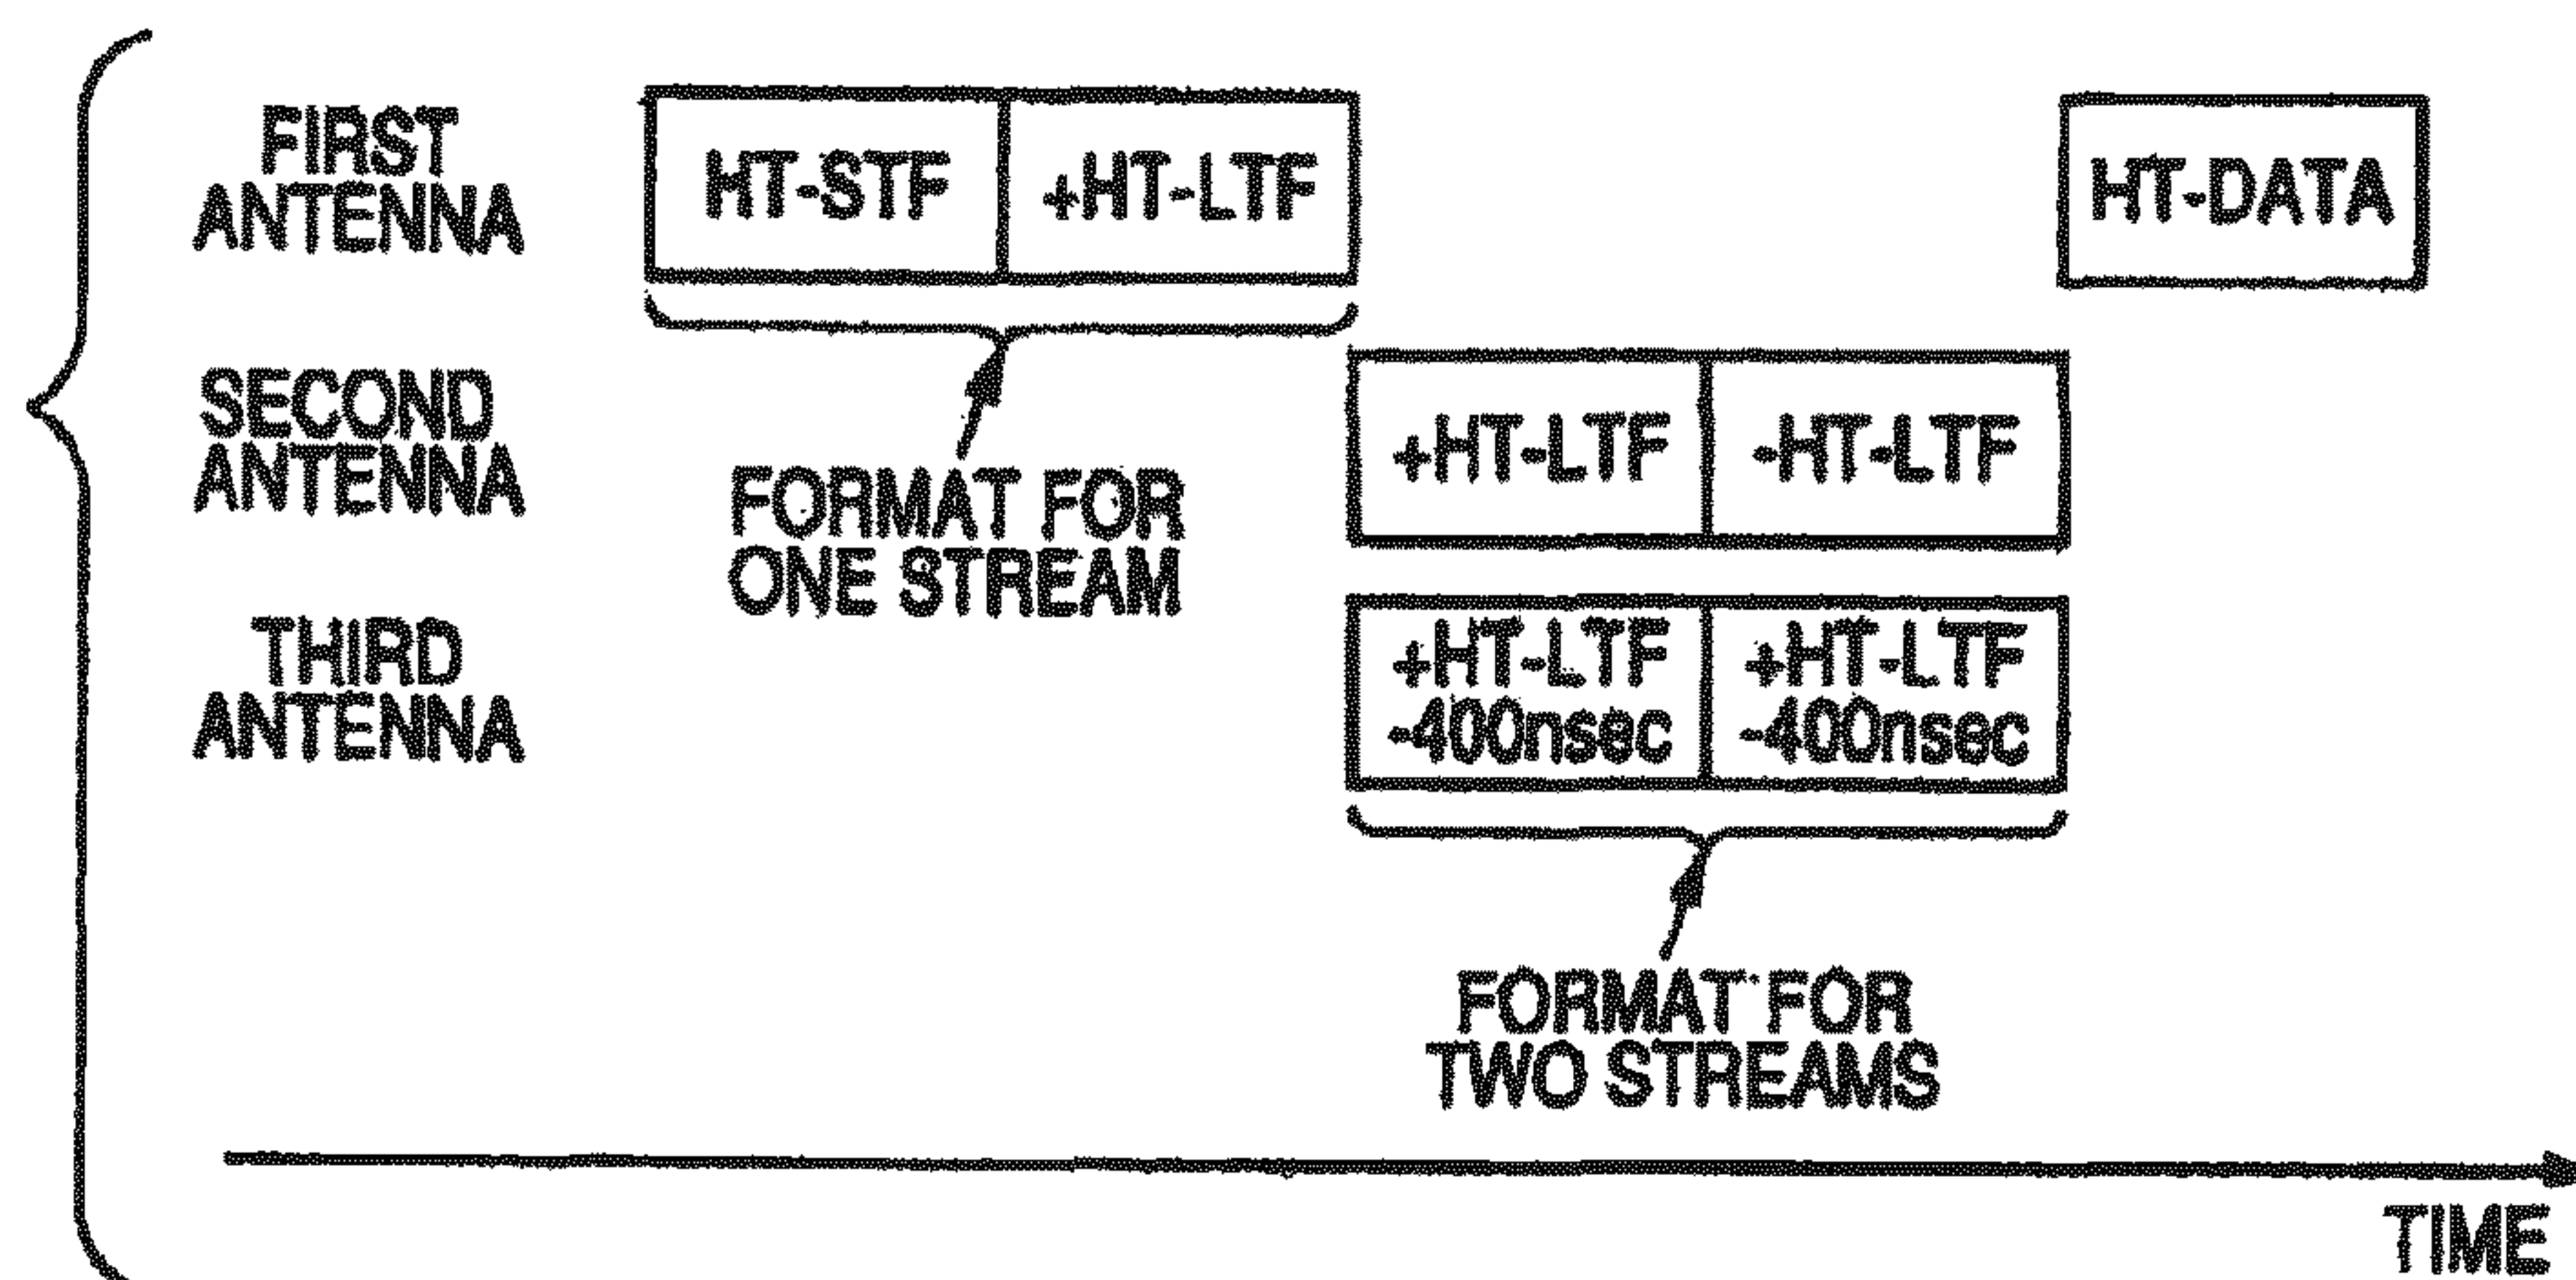 FIRST
ANTENNA
HT-STF
+HT-LTF
HT-DATA
SECOND
ANTENNA
+HT-LTF
-HT-LTF
FORMAT FOR
ONE STREAM
THIRD
ANTENNA
+HT-LTF
-400nsec
+HT-LTF
-400nsec
FORMAT FOR
TWO STREAMS
TIME